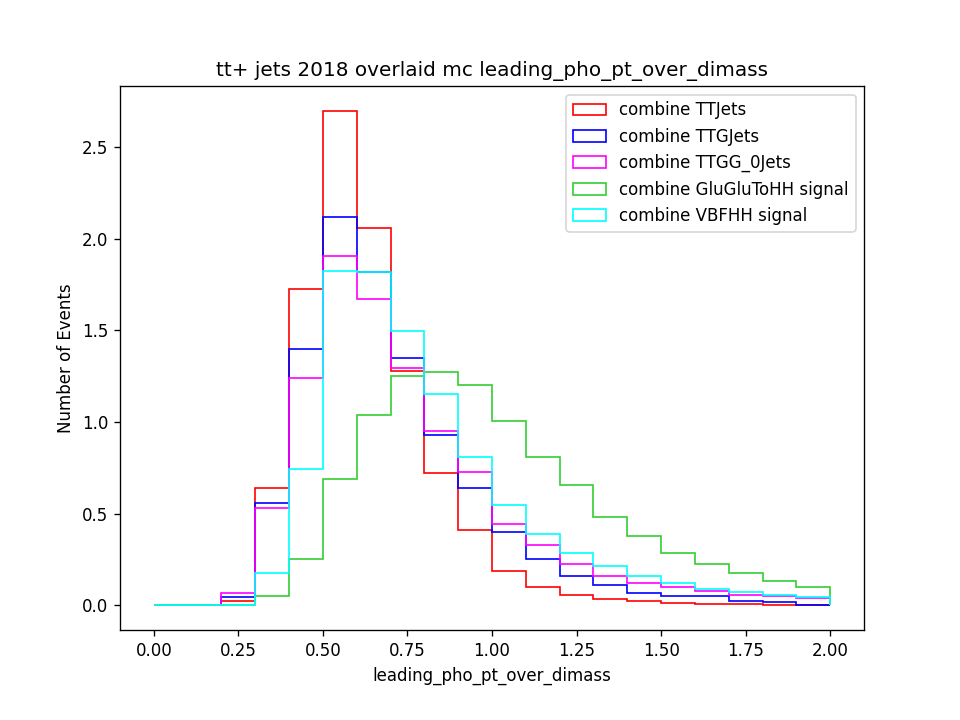 tt+ jets 2018 overlaid mc leading_pho_pt_over_dimass
combine TTJets
combine TTGJets
combine TTGG_0Jets
combine GluGluToHH signal
combine VBFHH signal
Number of Events
2.5
2.0
1.5
1.0
0.5
0.0
0.00 0.25 0.50 0.75 1.00 1.25 1.50 1.75 2.00
leading_pho_pt_over_dimass